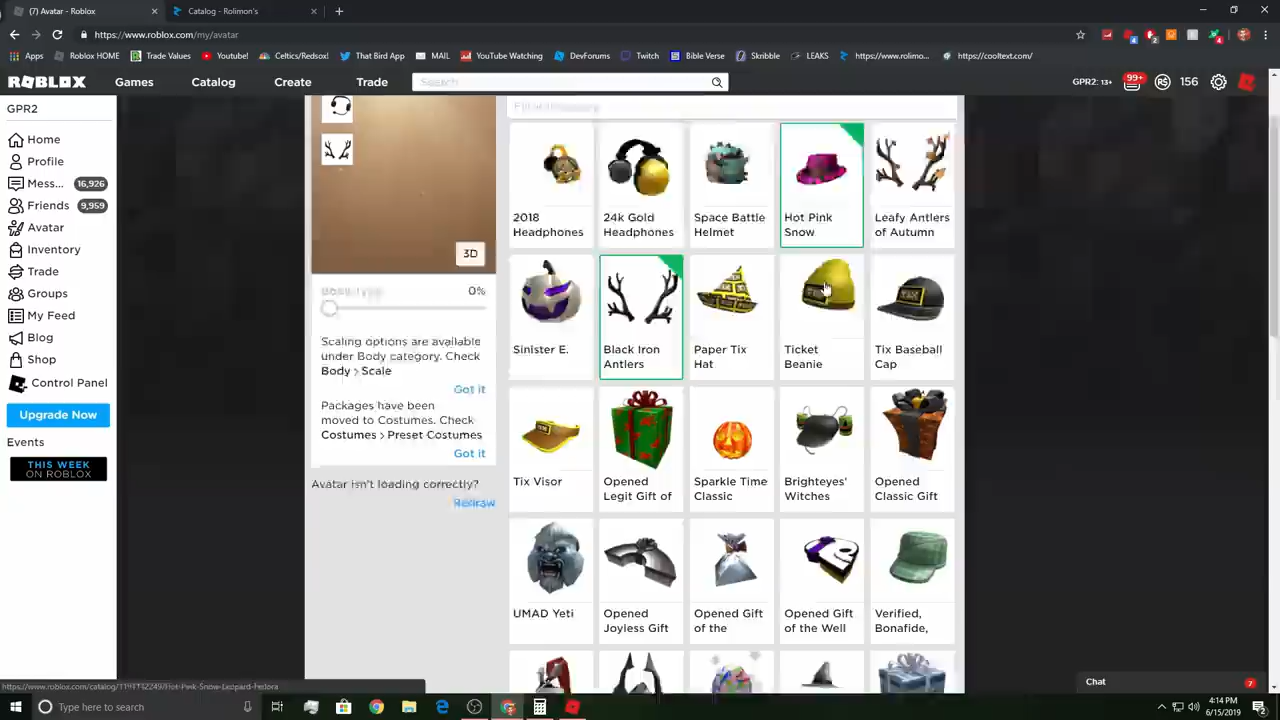 (7) Avatar - Roblox
Catalog - Rolimon's
https://www.roblox.com/my/avatar
Apps
Roblox HOME
Trade Values
Youtube!
Celtics/Redsox!
That Bird App
MAIL
YouTube Watching
DevForums
Twitch
Bible Verse
Skribble
LEAKS
https://www.rolimo...
https://cooltext.com/
ROBLOX
Games
Catalog
Create
Trade
Search
GPR2: 13+
99+
156
GPR2
Home
Profile
Mess... 16,926
Friends 9,959
Avatar
Inventory
Trade
Groups
My Feed
Blog
Shop
Control Panel
Upgrade Now
Events
THIS WEEK
ON ROBLOX
3D
0%
Scaling options are available
under Body category. Check
Body > Scale
Got it
Packages have been
moved to Costumes. Check
Costumes > Preset Costumes
Got it
Avatar isn't loading correctly?
Redraw
2018
Headphones
24k Gold
Headphones
Space Battle
Helmet
Hot Pink
Snow
Leafy Antlers
of Autumn
Sinister E.
Black Iron
Antlers
Paper Tix
Hat
Ticket
Beanie
Tix Baseball
Cap
Tix Visor
Opened
Legit Gift of
Sparkle Time
Classic
Brighteyes'
Witches
Opened
Classic Gift
UMAD Yeti
Opened
Joyless Gift
Opened Gift
of the
Opened Gift
of the Well
Verified,
Bonafide,
Chat
7
Type here to search
4:14 PM
6/15/2019